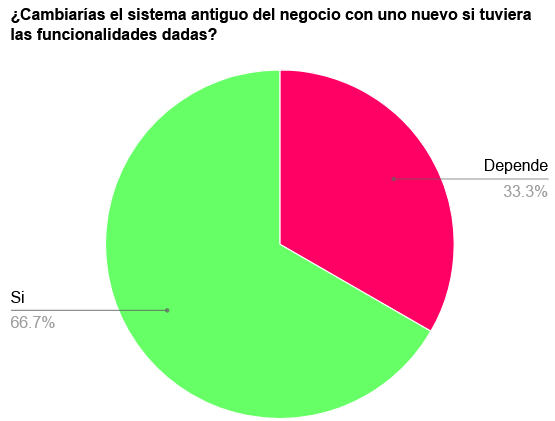 ¿Cambiarías el sistema antiguo del negocio con uno nuevo si tuviera
las funcionalidades dadas?
Depende
33.3%
Si
66.7%